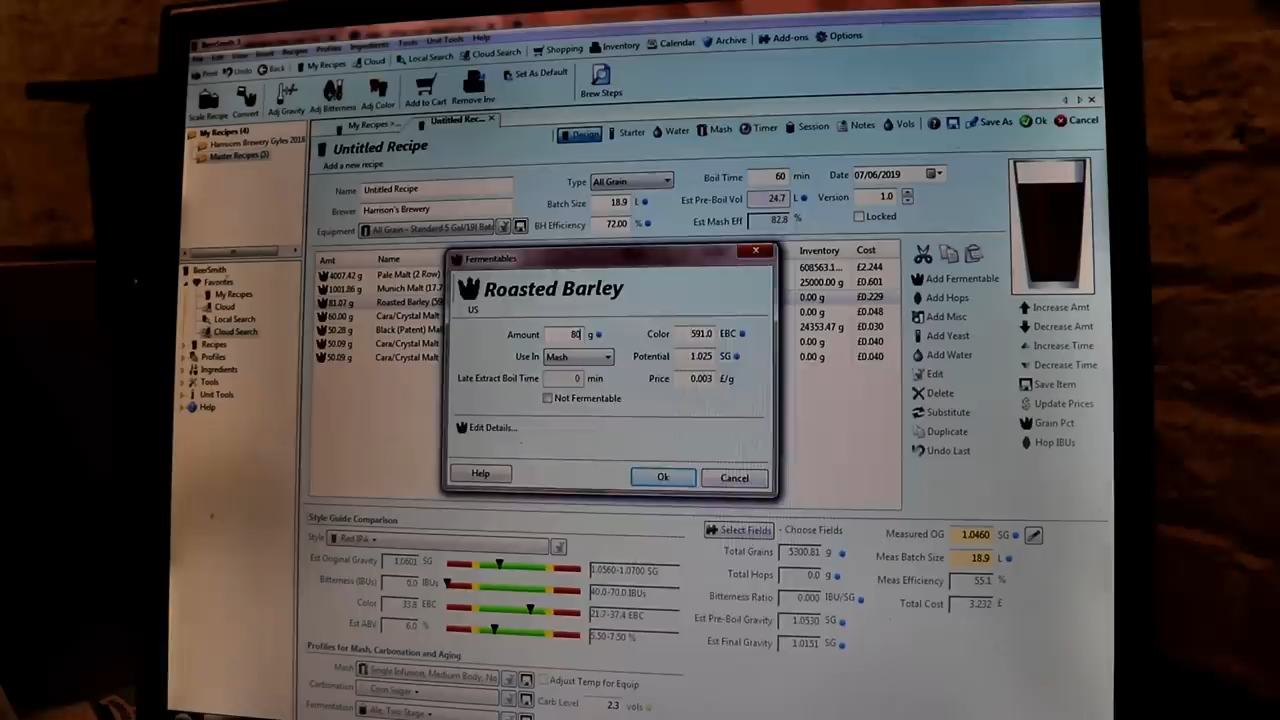 BeerSmith 3
Recipes Profiles Ingredients Tools Unit Tools Help
Print Undo Back My Recipes Cloud Local Search Cloud Search Shopping Inventory Calendar Archive Add-ons Options
Scale Recipe Convert Adj Gravity Adj Bitterness Adj Color Add to Cart Remove Inv Set As Default Brew Steps
My Recipes (4)
Harrisons Brewery Gyles 2016
Master Recipes (3)
My Recipes > ...
Untitled Rec...
Design Starter Water Mash Timer Session Notes Vols Save As Ok Cancel
Untitled Recipe
Add a new recipe
Name Untitled Recipe
Type All Grain
Boil Time 60 min
Date 07/06/2019
Brewer Harrison's Brewery
Batch Size 18.9 L
Est Pre-Boil Vol 24.7 L
Version 1.0
Equipment All Grain - Standard 5 Gal/19l Batc
BH Efficiency 72.00 %
Est Mash Eff 82.8 %
Locked
Amt Name Inventory Cost
4007.42 g Pale Malt (2 Row) 608563.1... £2.244
1001.86 g Munich Malt (17.7 25000.00 g £0.601
81.07 g Roasted Barley (59 0.00 g £0.229
60.00 g Cara/Crystal Malt 0.00 g £0.048
50.28 g Black (Patent) Ma 24353.47 g £0.030
50.09 g Cara/Crystal Malt 0.00 g £0.040
50.09 g Cara/Crystal Malt 0.00 g £0.040
BeerSmith
Favorites
My Recipes
Cloud
Local Search
Cloud Search
Recipes
Profiles
Ingredients
Tools
Unit Tools
Help
Fermentables
Roasted Barley
US
Amount 80 g
Color 591.0 EBC
Use In Mash
Potential 1.025 SG
Late Extract Boil Time 0 min
Price 0.003 £/g
Not Fermentable
Edit Details...
Help Ok Cancel
Add Fermentable
Add Hops
Add Misc
Add Yeast
Add Water
Edit
Delete
Substitute
Duplicate
Undo Last
Increase Amt
Decrease Amt
Increase Time
Decrease Time
Save Item
Update Prices
Grain Pct
Hop IBUs
Style Guide Comparison
Style Red IPA
Est Original Gravity 1.0601 SG 1.0560-1.0700 SG
Bitterness (IBUs) 0.0 IBUs 40.0-70.0 IBUs
Color 33.8 EBC 21.7-37.4 EBC
Est ABV 6.0 % 5.50-7.50 %
Select Fields - Choose Fields
Total Grains 5300.81 g
Total Hops 0.0 g
Bitterness Ratio 0.000 IBU/SG
Est Pre-Boil Gravity 1.0530 SG
Est Final Gravity 1.0151 SG
Measured OG 1.0460 SG
Meas Batch Size 18.9 L
Meas Efficiency 55.1 %
Total Cost 3.232 £
Profiles for Mash, Carbonation and Aging
Mash Single Infusion, Medium Body, No
Adjust Temp for Equip
Carbonation Corn Sugar
Carb Level 2.3 vols
Fermentation Ale, Two Stage